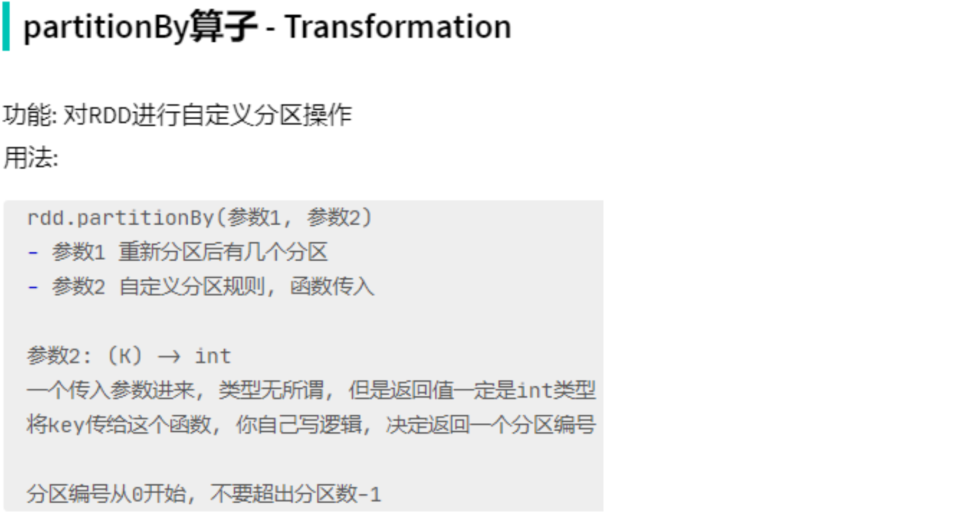 partitionBy算子 - Transformation
功能: 对RDD进行自定义分区操作
用法:
rdd.partitionBy(参数1, 参数2)
- 参数1 重新分区后有几个分区
- 参数2 自定义分区规则, 函数传入
参数2: (K) → int
一个传入参数进来, 类型无所谓, 但是返回值一定是int类型
将key传给这个函数, 你自己写逻辑, 决定返回一个分区编号
分区编号从0开始, 不要超出分区数-1